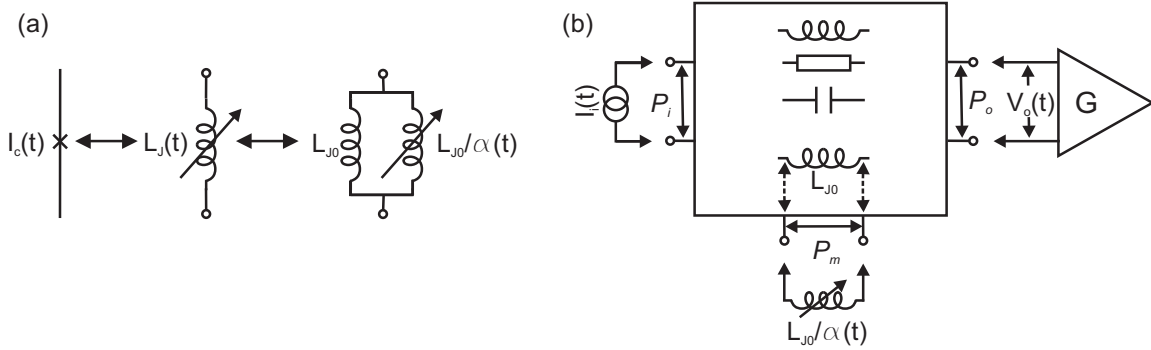 (a)
I_c(t)
L_J(t)
L_J0
L_J0/α(t)
(b)
I_i(t)
P_i
L_J0
P_m
L_J0/α(t)
P_o
V_o(t)
G